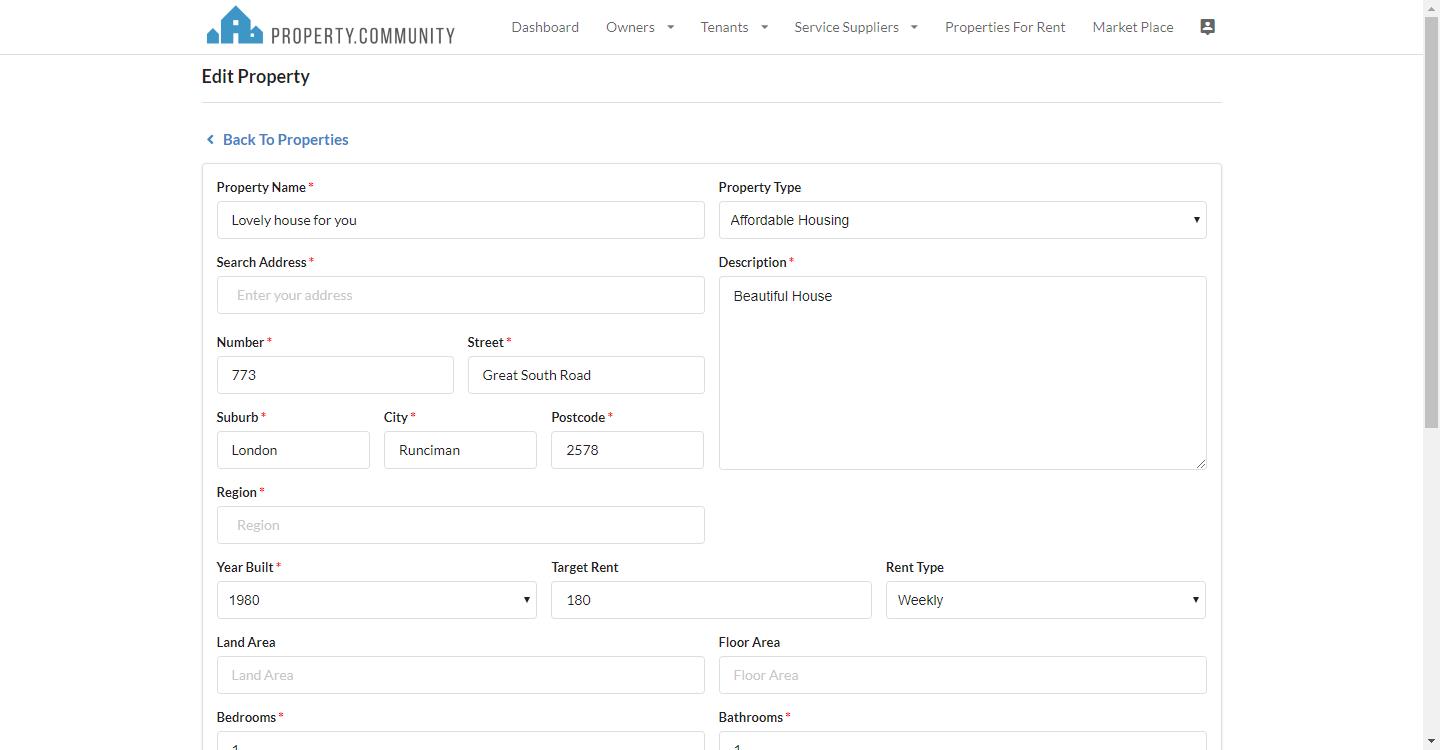 PROPERTY.COMMUNITY Dashboard Owners Tenants Service Suppliers Properties For Rent Market Place
Edit Property
Back To Properties
Property Name * Property Type
Lovely house for you Affordable Housing
Search Address * Description *
Enter your address Beautiful House
Number * Street *
773 Great South Road
Suburb * City * Postcode *
London Runciman 2578
Region *
Region
Year Built * Target Rent Rent Type
1980 180 Weekly
Land Area Floor Area
Land Area Floor Area
Bedrooms * Bathrooms *
1 1